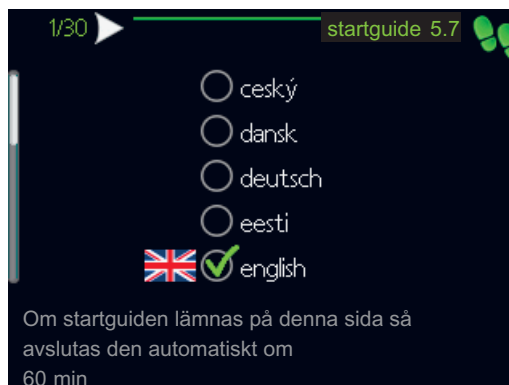 1/30
startguide 5.7
ceský
dansk
deutsch
eesti
english
Om startguiden lämnas på denna sida så
avslutas den automatiskt om
60 min